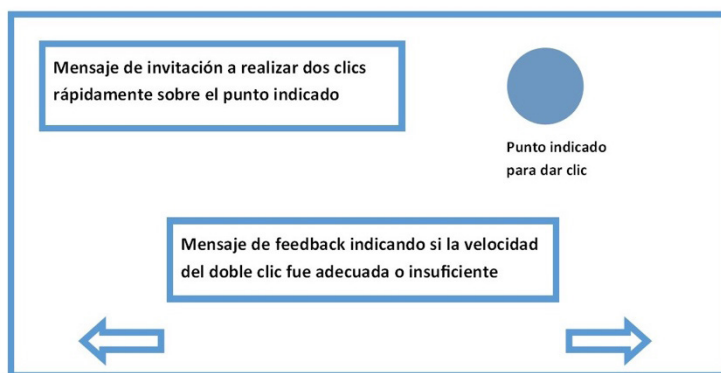 Mensaje de invitación a realizar dos clics
rápidamente sobre el punto indicado
Punto indicado
para dar clic
Mensaje de feedback indicando si la velocidad
del doble clic fue adecuada o insuficiente